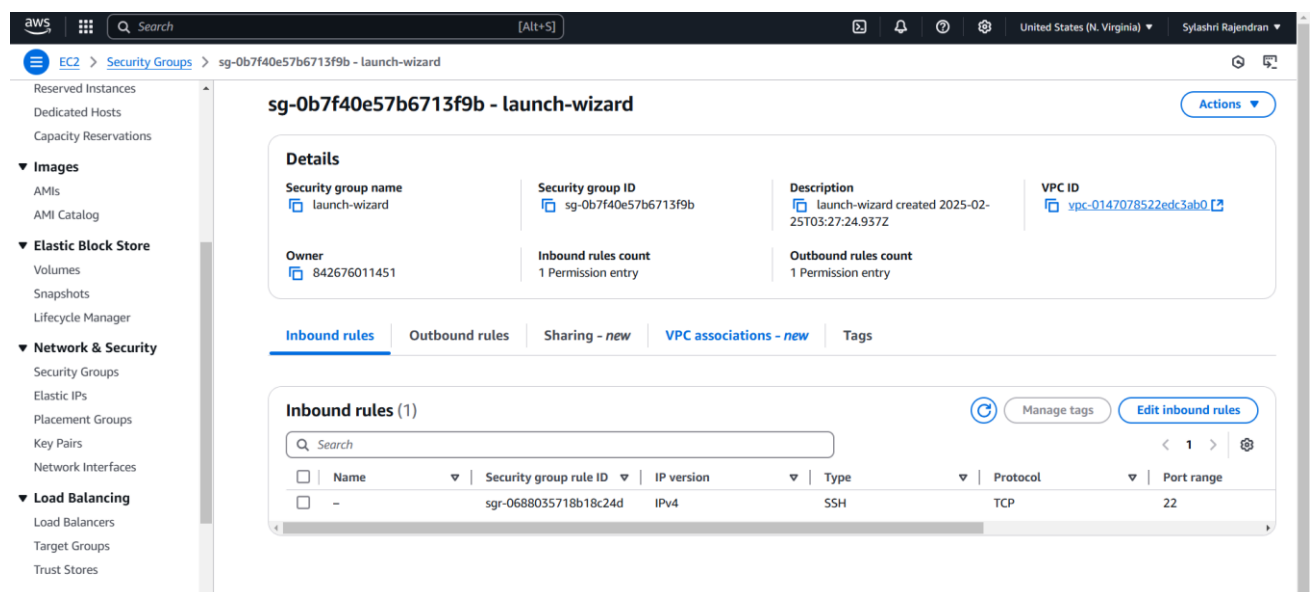 aws Search [Alt+S] United States (N. Virginia) Sylashri Rajendran
EC2 > Security Groups > sg-0b7f40e57b6713f9b - launch-wizard
Reserved Instances
Dedicated Hosts
Capacity Reservations
Images
AMIs
AMI Catalog
Elastic Block Store
Volumes
Snapshots
Lifecycle Manager
Network & Security
Security Groups
Elastic IPs
Placement Groups
Key Pairs
Network Interfaces
Load Balancing
Load Balancers
Target Groups
Trust Stores
sg-0b7f40e57b6713f9b - launch-wizard
Actions
Details
Security group name
launch-wizard
Security group ID
sg-0b7f40e57b6713f9b
Description
launch-wizard created 2025-02-
25T03:27:24.937Z
VPC ID
vpc-0147078522edc3ab0
Owner
842676011451
Inbound rules count
1 Permission entry
Outbound rules count
1 Permission entry
Inbound rules Outbound rules Sharing - new VPC associations - new Tags
Inbound rules (1) Manage tags Edit inbound rules
Search
1
Name Security group rule ID IP version Type Protocol Port range
– sgr-0688035718b18c24d IPv4 SSH TCP 22